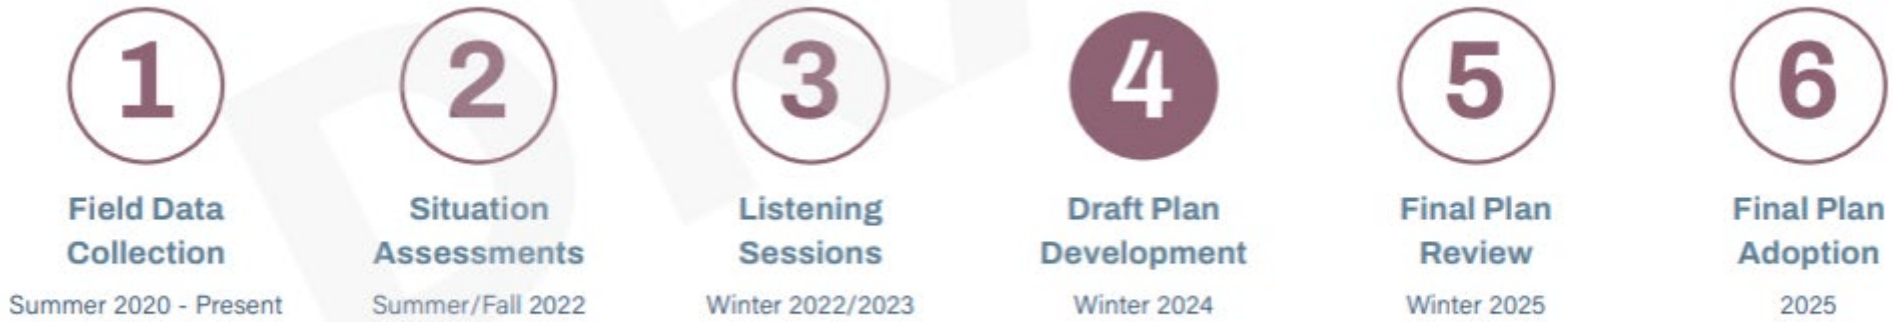 1
2
3
4
5
6
Field Data
Collection
Situation
Assessments
Listening
Sessions
Draft Plan
Development
Final Plan
Review
Final Plan
Adoption
Summer 2020 - Present
Summer/Fall 2022
Winter 2022/2023
Winter 2024
Winter 2025
2025